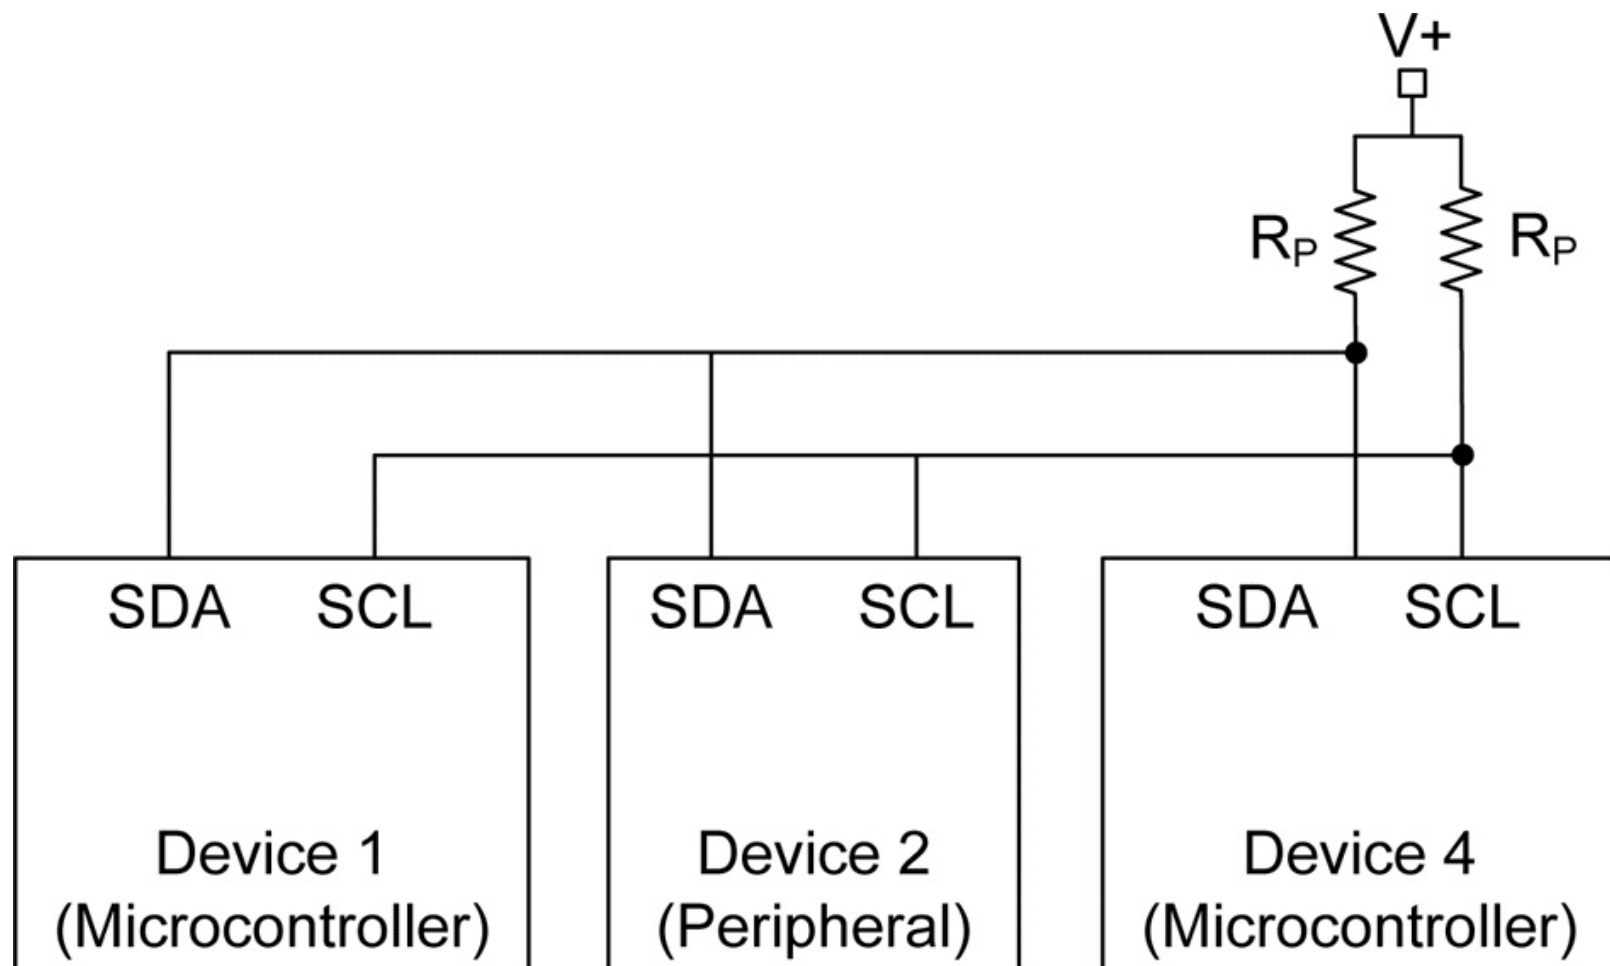 V+
RP RP
SDA SCL SDA SCL SDA SCL
Device 1 Device 2 Device 4
(Microcontroller) (Peripheral) (Microcontroller)